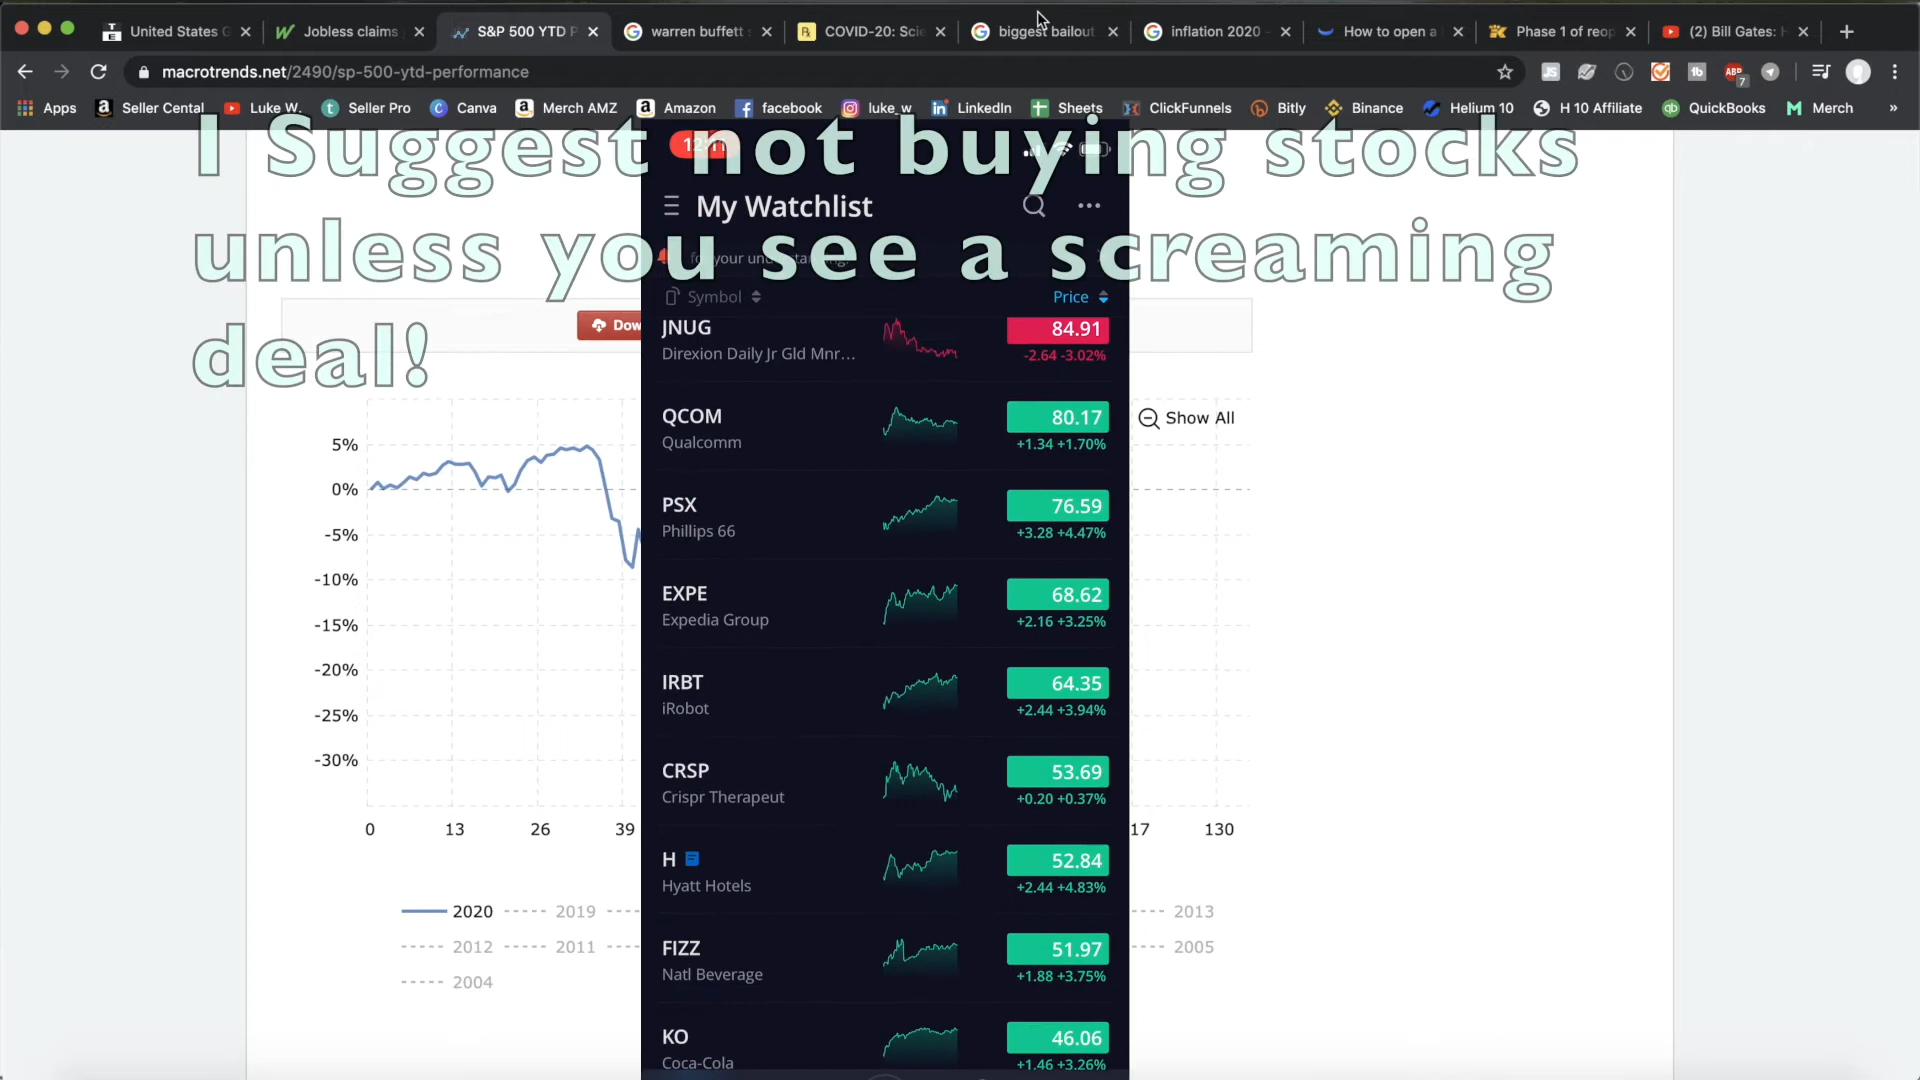 United States G
Jobless claims
S&P 500 YTD P
warren buffett
COVID-20: Scie
biggest bailout
inflation 2020 -
How to open a
Phase 1 of reop
(2) Bill Gates: H
macrotrends.net/2490/sp-500-ytd-performance
JS
1b
ABP
7
Apps
Seller Cental
Luke W.
Seller Pro
Canva
Merch AMZ
Amazon
facebook
luke_w
LinkedIn
Sheets
ClickFunnels
Bitly
Binance
Helium 10
H 10 Affiliate
QuickBooks
Merch
»
I Suggest not buying stocks
unless you see a screaming
deal!
My Watchlist
Symbol
Price
Dow
JNUG
Direxion Daily Jr Gld Mnr...
84.91
-2.64 -3.02%
QCOM
Qualcomm
80.17
+1.34 +1.70%
PSX
Phillips 66
76.59
+3.28 +4.47%
EXPE
Expedia Group
68.62
+2.16 +3.25%
IRBT
iRobot
64.35
+2.44 +3.94%
CRSP
Crispr Therapeut
53.69
+0.20 +0.37%
H
Hyatt Hotels
52.84
+2.44 +4.83%
FIZZ
Natl Beverage
51.97
+1.88 +3.75%
KO
Coca-Cola
46.06
+1.46 +3.26%
Show All
5%
0%
-5%
-10%
-15%
-20%
-25%
-30%
0 13 26 39 17 130
2020 2019 2013
2012 2011 2005
2004